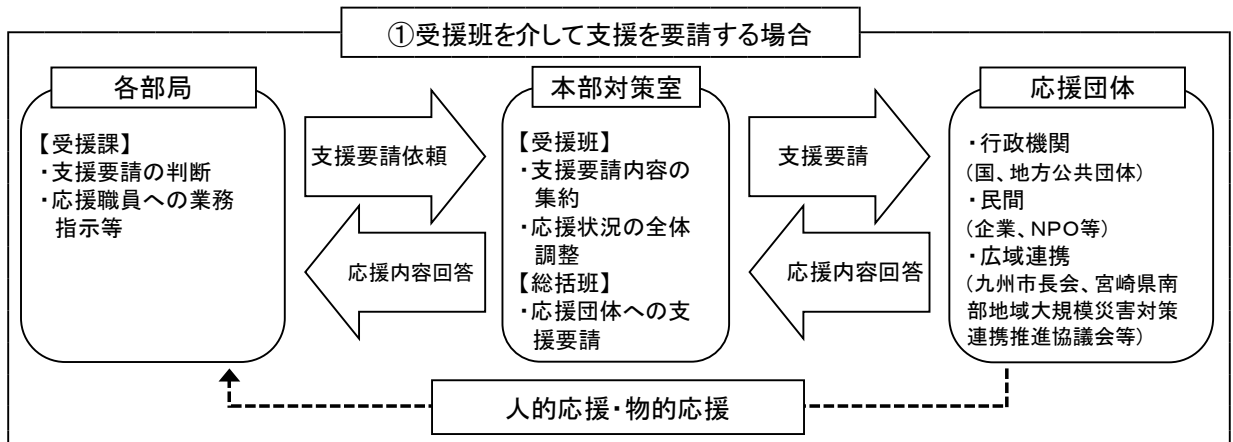 ①受援班を介して支援を要請する場合
各部局
【受援課】
・支援要請の判断
・応援職員への業務
指示等
支援要請依頼
応援内容回答
本部対策室
【受援班】
・支援要請内容の
集約
・応援状況の全体
調整
【総括班】
・応援団体への支
援要請
支援要請
応援内容回答
応援団体
・行政機関
(国、地方公共団体)
・民間
(企業、NPO等)
・広域連携
(九州市長会、宮崎県南
部地域大規模災害対策
連携推進協議会等)
人的応援・物的応援